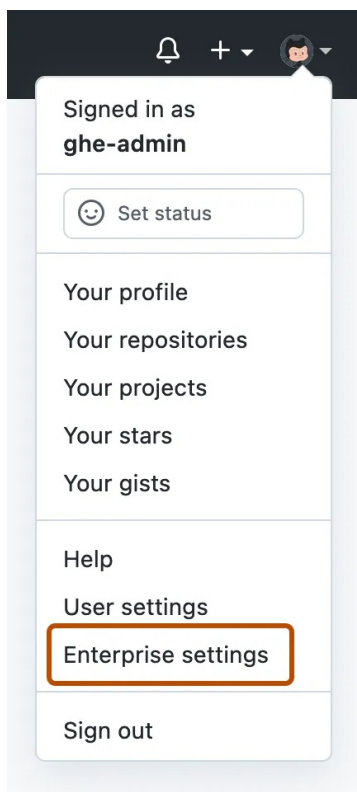 Signed in as
ghe-admin
Set status
Your profile
Your repositories
Your projects
Your stars
Your gists
Help
User settings
Enterprise settings
Sign out